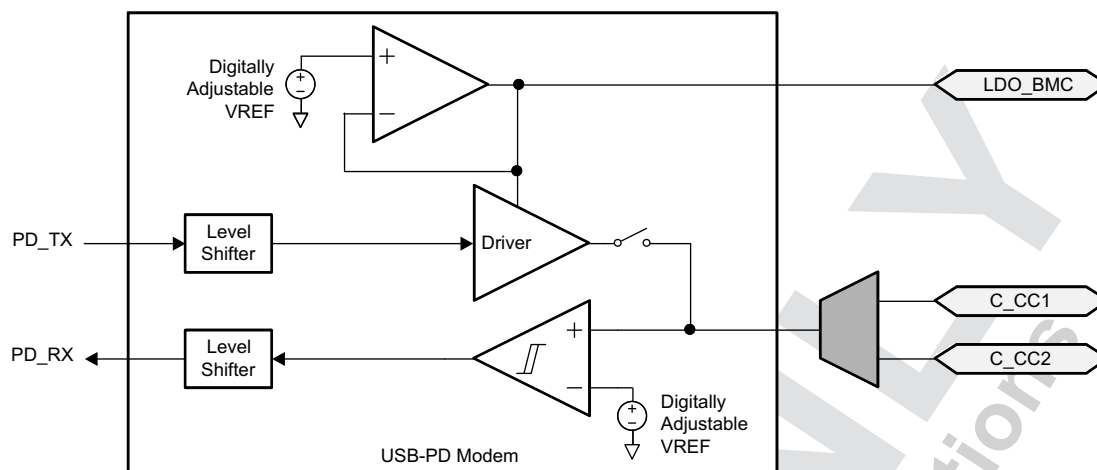 Digitally
Adjustable
VREF
+
−
+
−
LDO_BMC
PD_TX
Level
Shifter
Driver
C_CC1
PD_RX
Level
Shifter
+
−
+
−
C_CC2
Digitally
Adjustable
VREF
USB-PD Modem